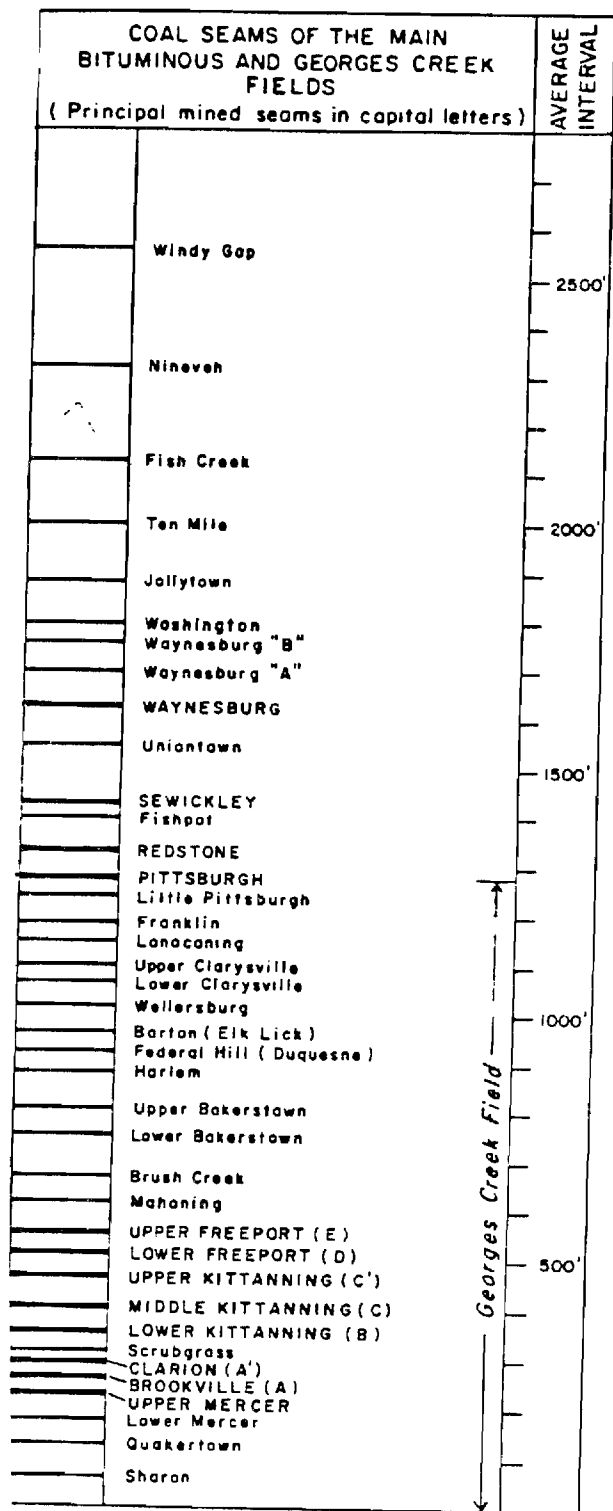 COAL SEAMS OF THE MAIN
BITUMINOUS AND GEORGES CREEK
FIELDS
( Principal mined seams in capital letters )
AVERAGE
INTERVAL
Windy Gap
2500'
Nineveh
Fish Creek
Ten Mile
2000'
Jollytown
Washington
Waynesburg "B"
Waynesburg "A"
WAYNESBURG
Uniontown
1500'
SEWICKLEY
Fishpot
REDSTONE
PITTSBURGH
Little Pittsburgh
Franklin
Lonaconing
Upper Clarysville
Lower Clarysville
Wellersburg
1000'
Barton ( Elk Lick )
Federal Hill ( Duquesne )
Harlem
Upper Bakerstown
Lower Bakerstown
Georges Creek Field
Brush Creek
Mahoning
UPPER FREEPORT (E)
LOWER FREEPORT (D)
500'
UPPER KITTANNING (C')
MIDDLE KITTANNING (C)
LOWER KITTANNING (B)
Scrubgrass
CLARION (A')
BROOKVILLE (A)
UPPER MERCER
Lower Mercer
Quakertown
Sharon